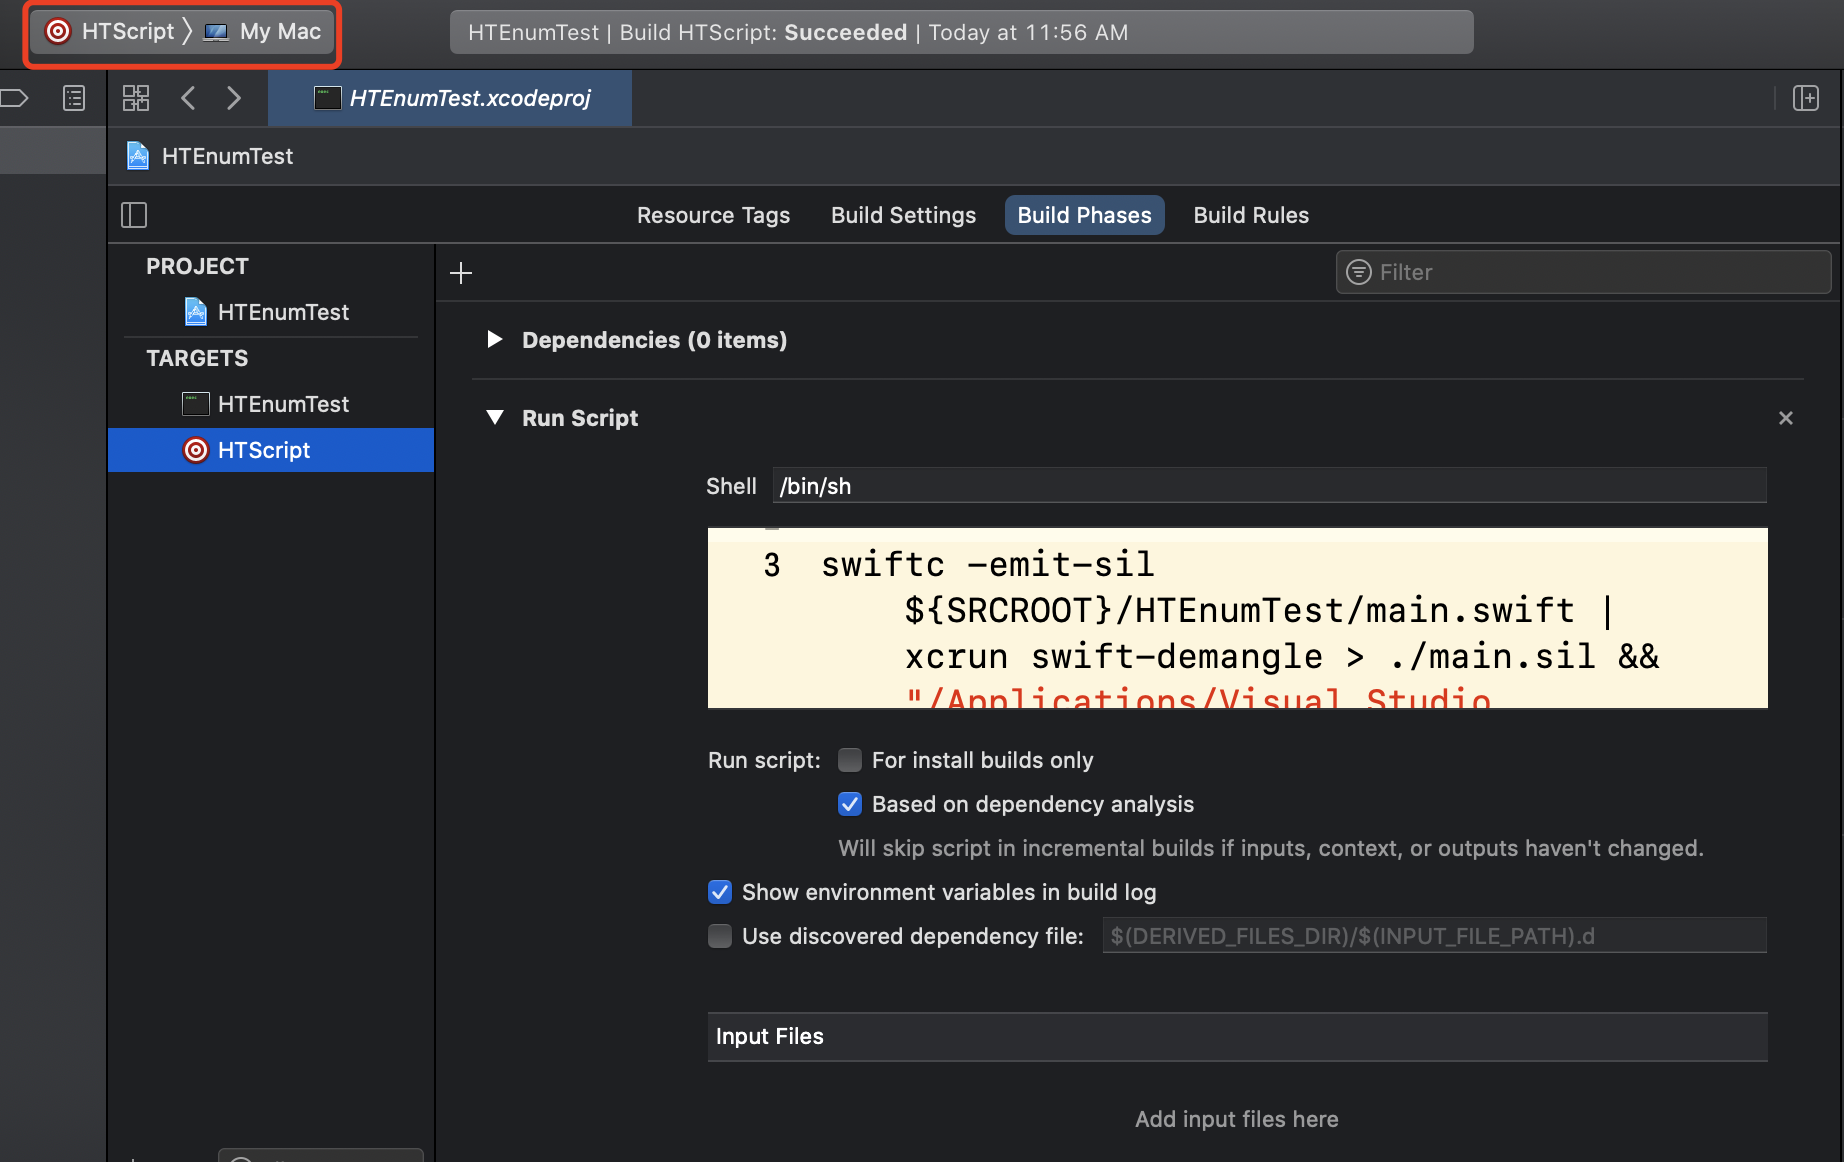 HTScript 〉 My Mac
HTEnumTest | Build HTScript: Succeeded | Today at 11:56 AM
HTEnumTest.xcodeproj
HTEnumTest
Resource Tags Build Settings Build Phases Build Rules
PROJECT
HTEnumTest
TARGETS
HTEnumTest
HTScript
Filter
Dependencies (0 items)
Run Script
Shell /bin/sh
3 swiftc -emit-sil
${SRCROOT}/HTEnumTest/main.swift |
xcrun swift-demangle > ./main.sil &&
"/Applications/Visual Studio
Run script: For install builds only
Based on dependency analysis
Will skip script in incremental builds if inputs, context, or outputs haven't changed.
Show environment variables in build log
Use discovered dependency file: $(DERIVED_FILES_DIR)/$(INPUT_FILE_PATH).d
Input Files
Add input files here